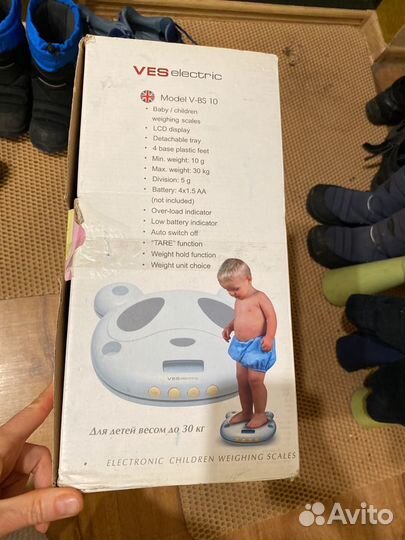 VES electric
Model V-BS 10
• Baby / children
weighing scales
• LCD display
• Detachable tray
• 4 base plastic feet
• Min. weight: 10 g
• Max. weight: 30 kg
• Division: 5 g
• Battery: 4x1.5 AA
(not included)
• Over-load indicator
• Low battery indicator
• Auto switch off
• "TARE" function
• Weight hold function
• Weight unit choice
VES electric
Для детей весом до 30 кг
ELECTRONIC CHILDREN WEIGHING SCALES
Avito